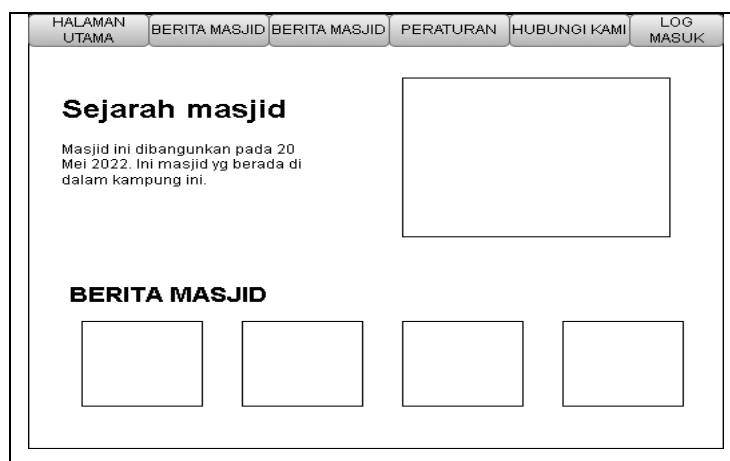 HALAMAN
UTAMA
BERITA MASJID
BERITA MASJID
PERATURAN
HUBUNGI KAMI
LOG
MASUK
Sejarah masjid
Masjid ini dibangunkan pada 20
Mei 2022. Ini masjid yg berada di
dalam kampung ini.
BERITA MASJID